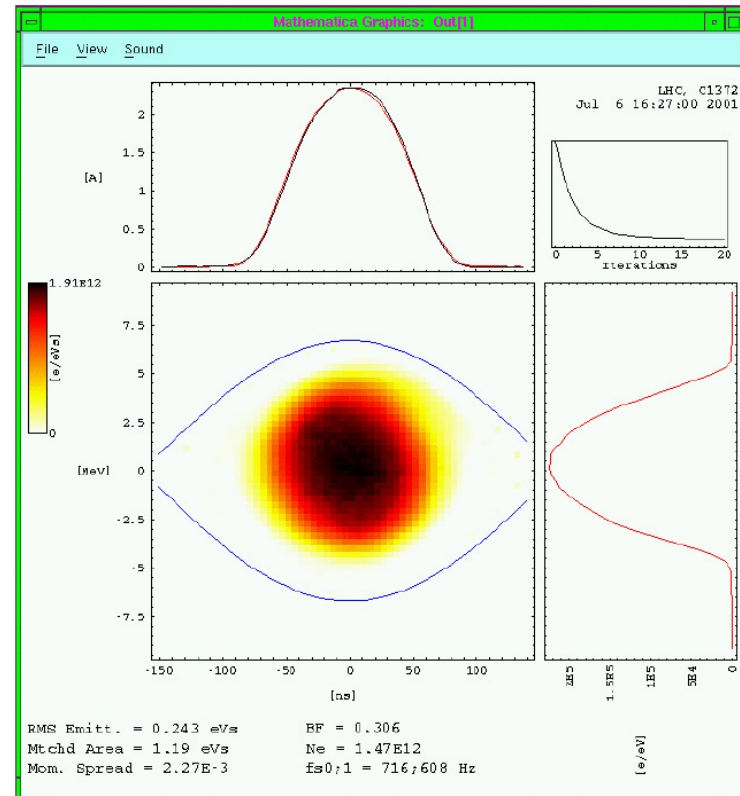 Mathematica Graphics: Out[1]
File View Sound
LHC, C1372
Jul 6 16:27:00 2001
2
1.5
[A]
1
0.5
0
0 5 10 15 20
Iterations
1.91E12
[e/eVs]
0
7.5
5
2.5
[MeV]
0
-2.5
-5
-7.5
-150 -100 -50 0 50 100
[ns]
2E5
1.5E5
1E5
5E4
0
[e/eV]
RMS Emitt. = 0.243 eVs
BF = 0.306
Mtchd Area = 1.19 eVs
Ne = 1.47E12
Mom. Spread = 2.27E-3
fs0;1 = 716;608 Hz